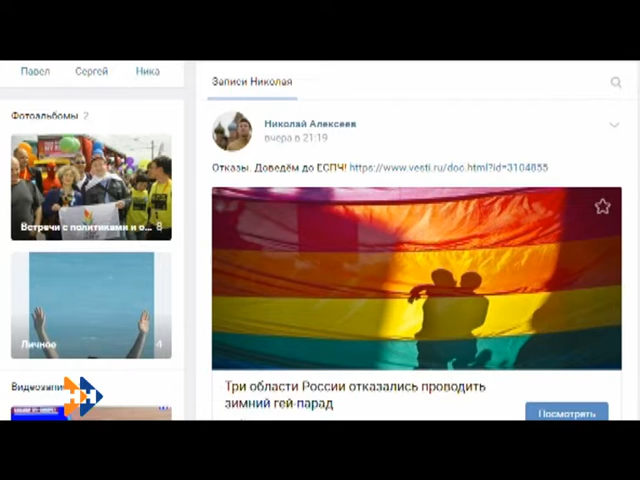 Павел Сергей Ника
Фотоальбомы 2
Встречи с политиками и о... 8
Личное 4
Видеозапи
НН
Записи Николая
Николай Алексеев
вчера в 21:19
Отказы. Доведём до ЕСПЧ! https://www.vesti.ru/doc.html?id=3104855
Три области России отказались проводить
зимний гей-парад
Посмотреть